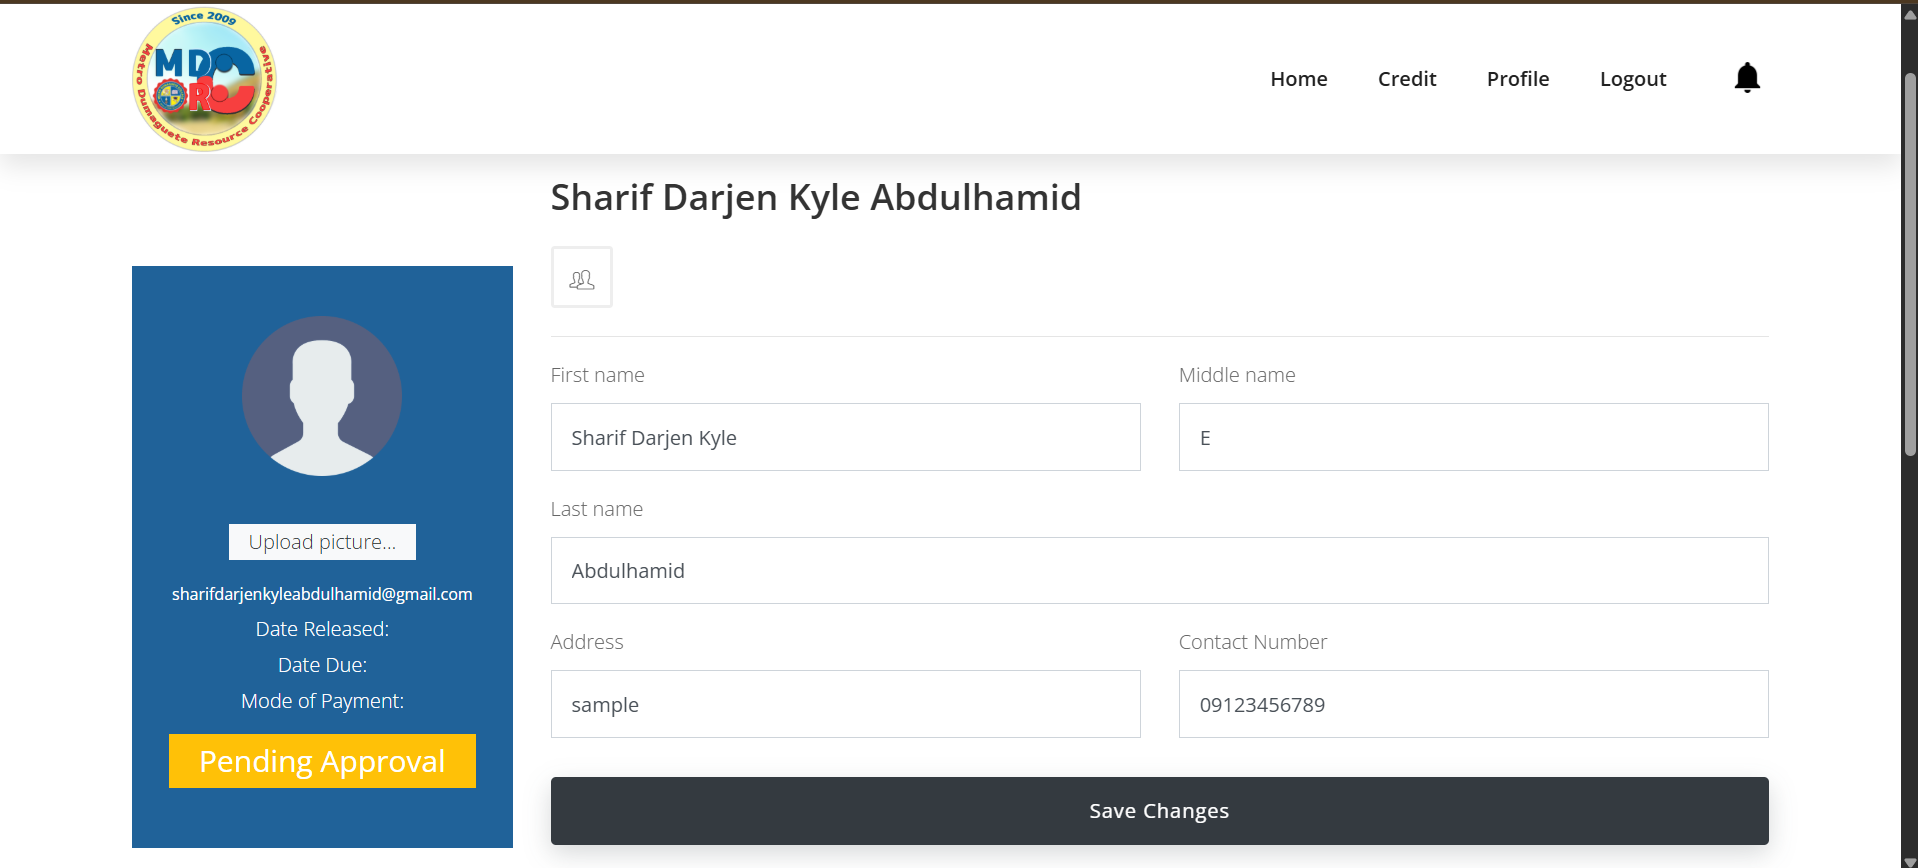 Since 2009
MDC
RC
Metro Dumaguete Resource Cooperative
Home
Credit
Profile
Logout
Sharif Darjen Kyle Abdulhamid
Upload picture...
sharifdarjenkyleabdulhamid@gmail.com
Date Released:
Date Due:
Mode of Payment:
Pending Approval
First name
Sharif Darjen Kyle
Middle name
E
Last name
Abdulhamid
Address
sample
Contact Number
09123456789
Save Changes